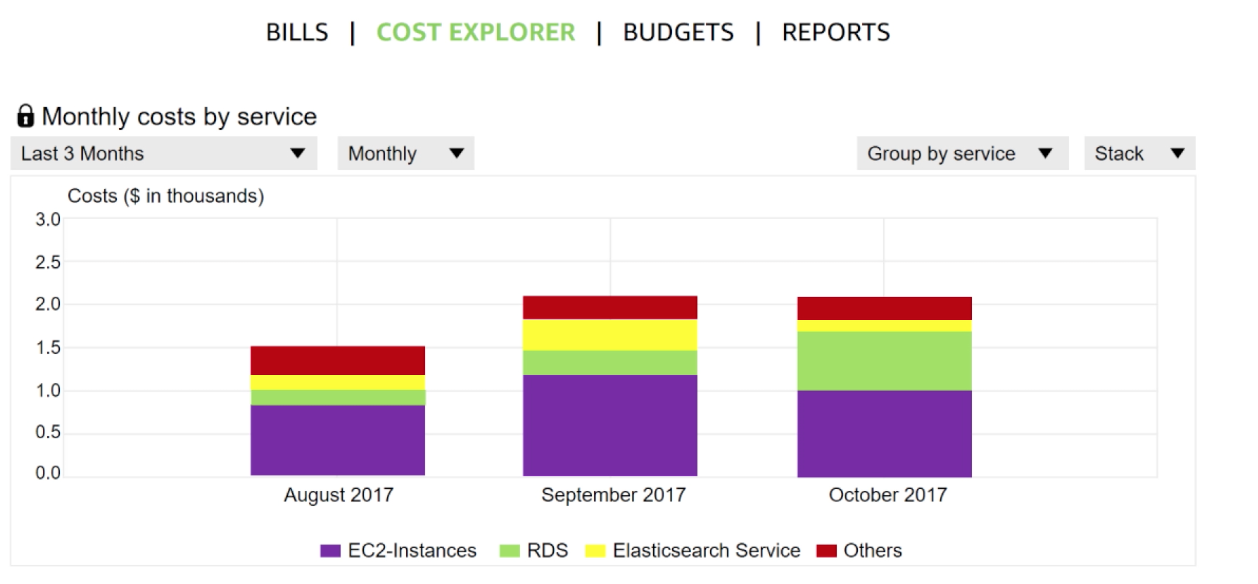 BILLS | COST EXPLORER | BUDGETS | REPORTS
Monthly costs by service
Last 3 Months Monthly Group by service Stack
Costs ($ in thousands)
3.0
2.5
2.0
1.5
1.0
0.5
0.0
August 2017 September 2017 October 2017
EC2-Instances RDS Elasticsearch Service Others